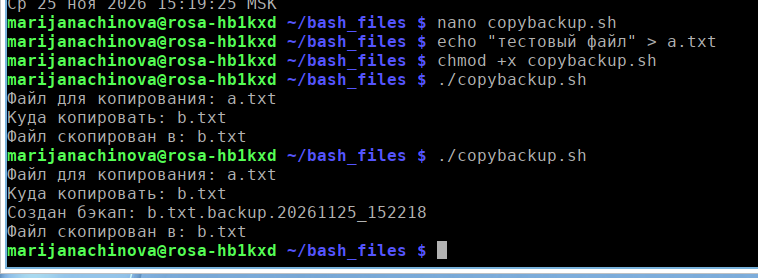 Ср 25 ноя 2026 15:19:25 MSK
marijanachinova@rosa-hb1kxd ~/bash_files $ nano copybackup.sh
marijanachinova@rosa-hb1kxd ~/bash_files $ echo "тестовый файл" > a.txt
marijanachinova@rosa-hb1kxd ~/bash_files $ chmod +x copybackup.sh
marijanachinova@rosa-hb1kxd ~/bash_files $ ./copybackup.sh
Файл для копирования: a.txt
Куда копировать: b.txt
Файл скопирован в: b.txt
marijanachinova@rosa-hb1kxd ~/bash_files $ ./copybackup.sh
Файл для копирования: a.txt
Куда копировать: b.txt
Создан бэкап: b.txt.backup.20261125_152218
Файл скопирован в: b.txt
marijanachinova@rosa-hb1kxd ~/bash_files $